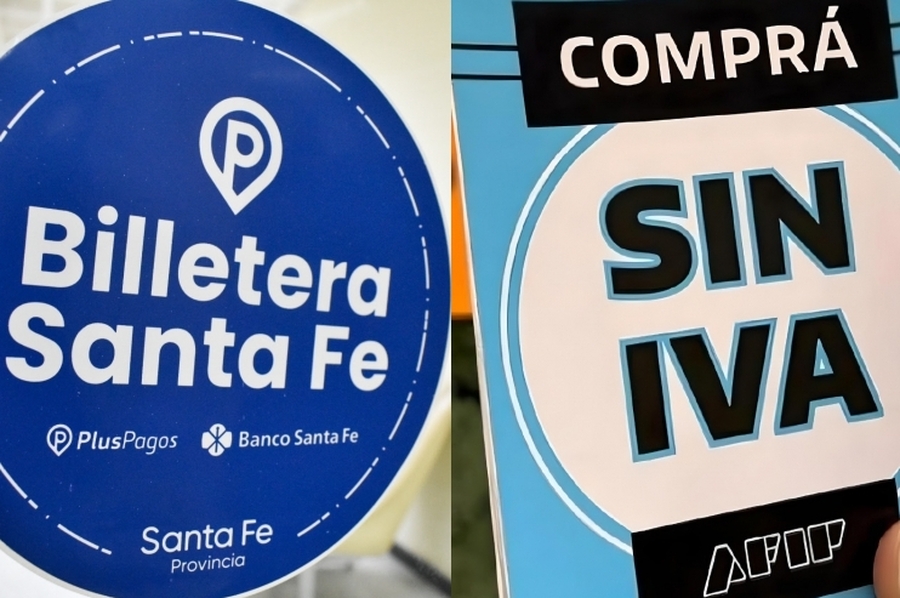 P
Billetera
Santa Fe
P PlusPagos
Banco Santa Fe
Santa Fe
Provincia
COMPRÁ
SIN
IVA
AFIP